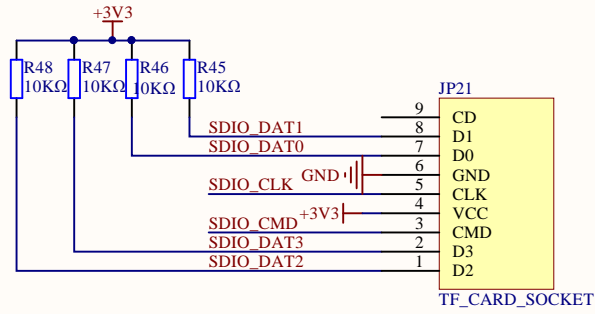 +3V3
R48 R47 R46 R45
10KΩ 10KΩ 10KΩ 10KΩ
JP21
9 CD
SDIO_DAT1 8 D1
SDIO_DAT0 7 D0
GND 6 GND
SDIO_CLK 5 CLK
+3V3 4 VCC
SDIO_CMD 3 CMD
SDIO_DAT3 2 D3
SDIO_DAT2 1 D2
TF_CARD_SOCKET